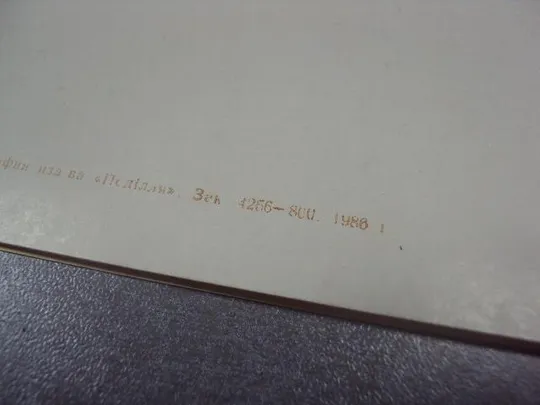 фии изд ва «Поділля». Зак 4266—800. 1988 г